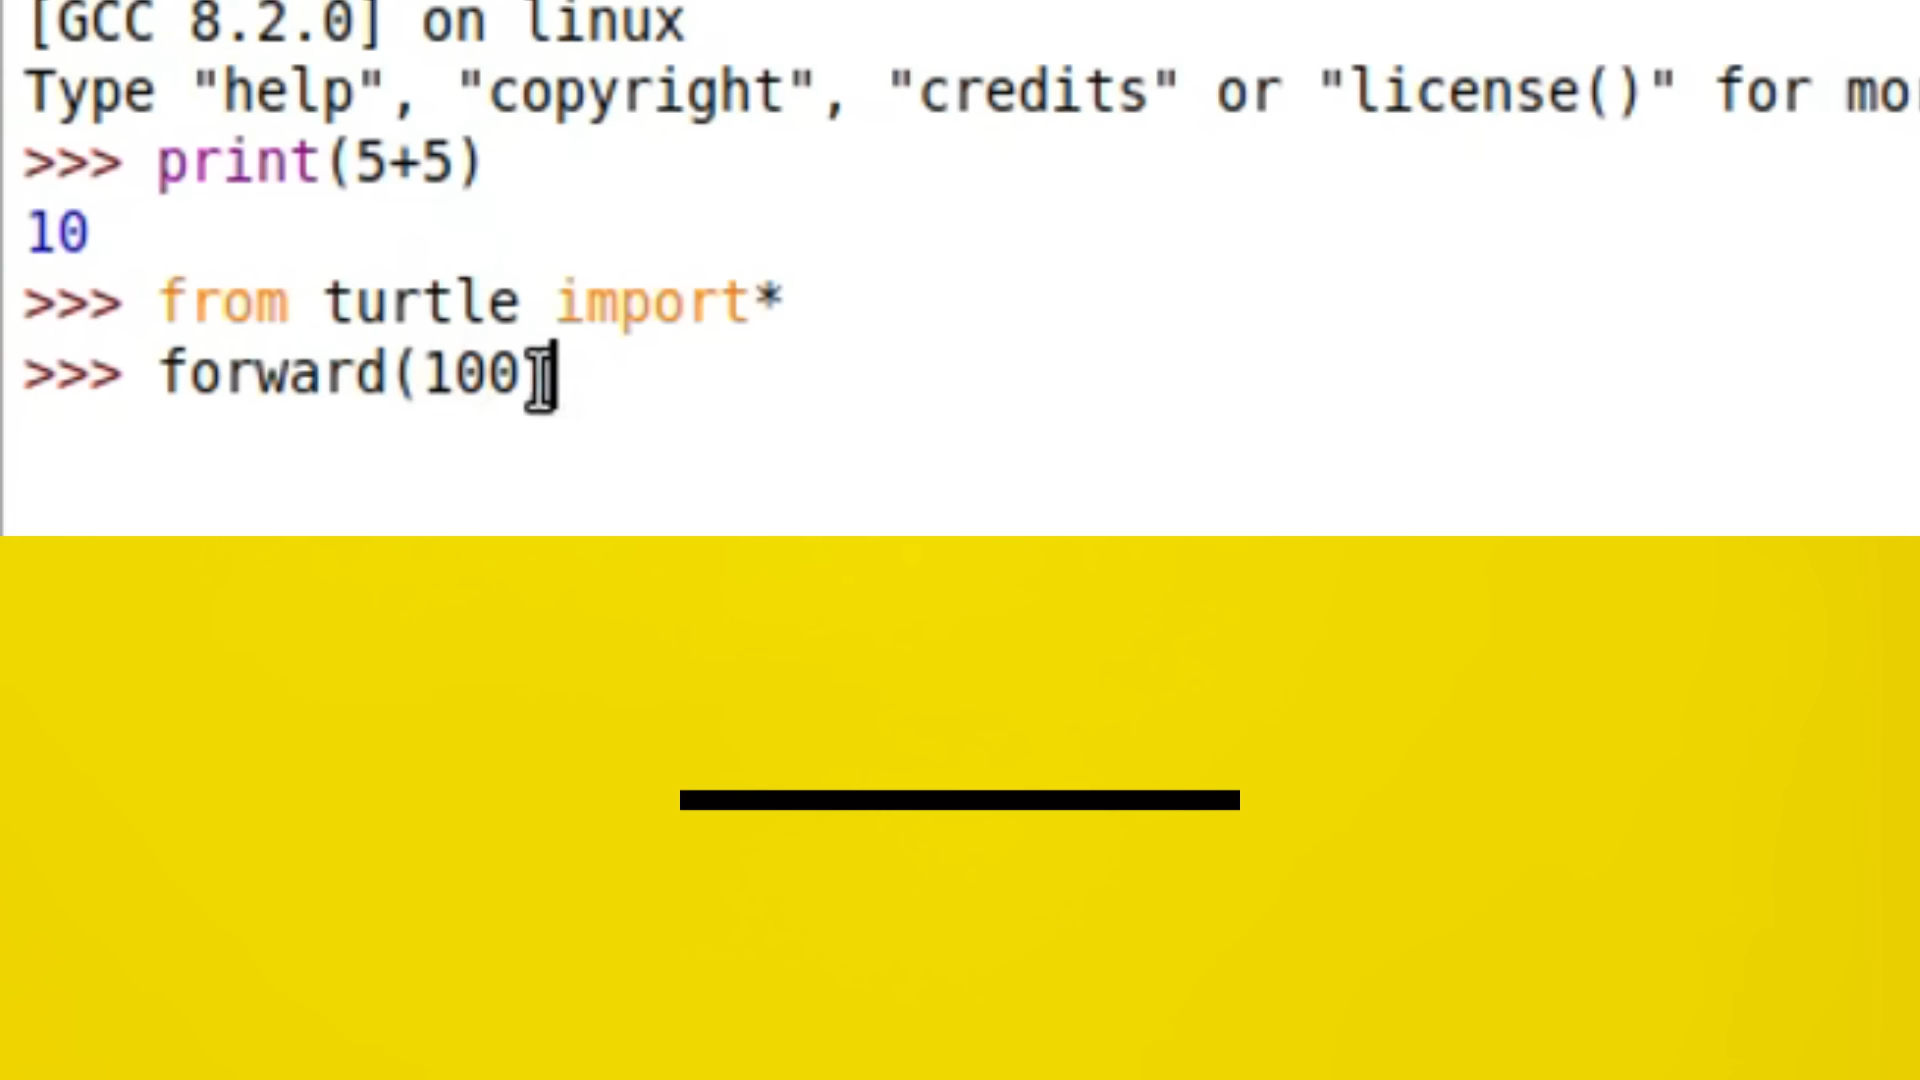 [GCC 8.2.0] on linux
Type "help", "copyright", "credits" or "license()" for mo
>>> print(5+5)
10
>>> from turtle import*
>>> forward(100)